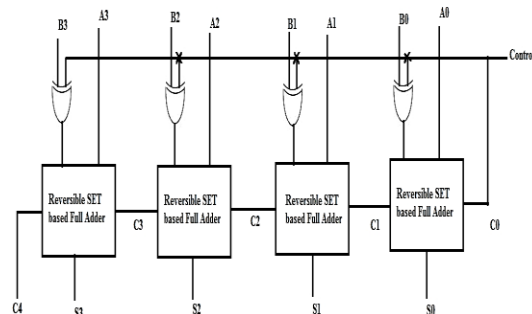 B3 A3 B2 A2 B1 A1 B0 A0
Contro
Reversible SET
based Full Adder
Reversible SET
based Full Adder
Reversible SET
based Full Adder
Reversible SET
based Full Adder
C3 C2 C1 C0
C4 S3 S2 S1 S0